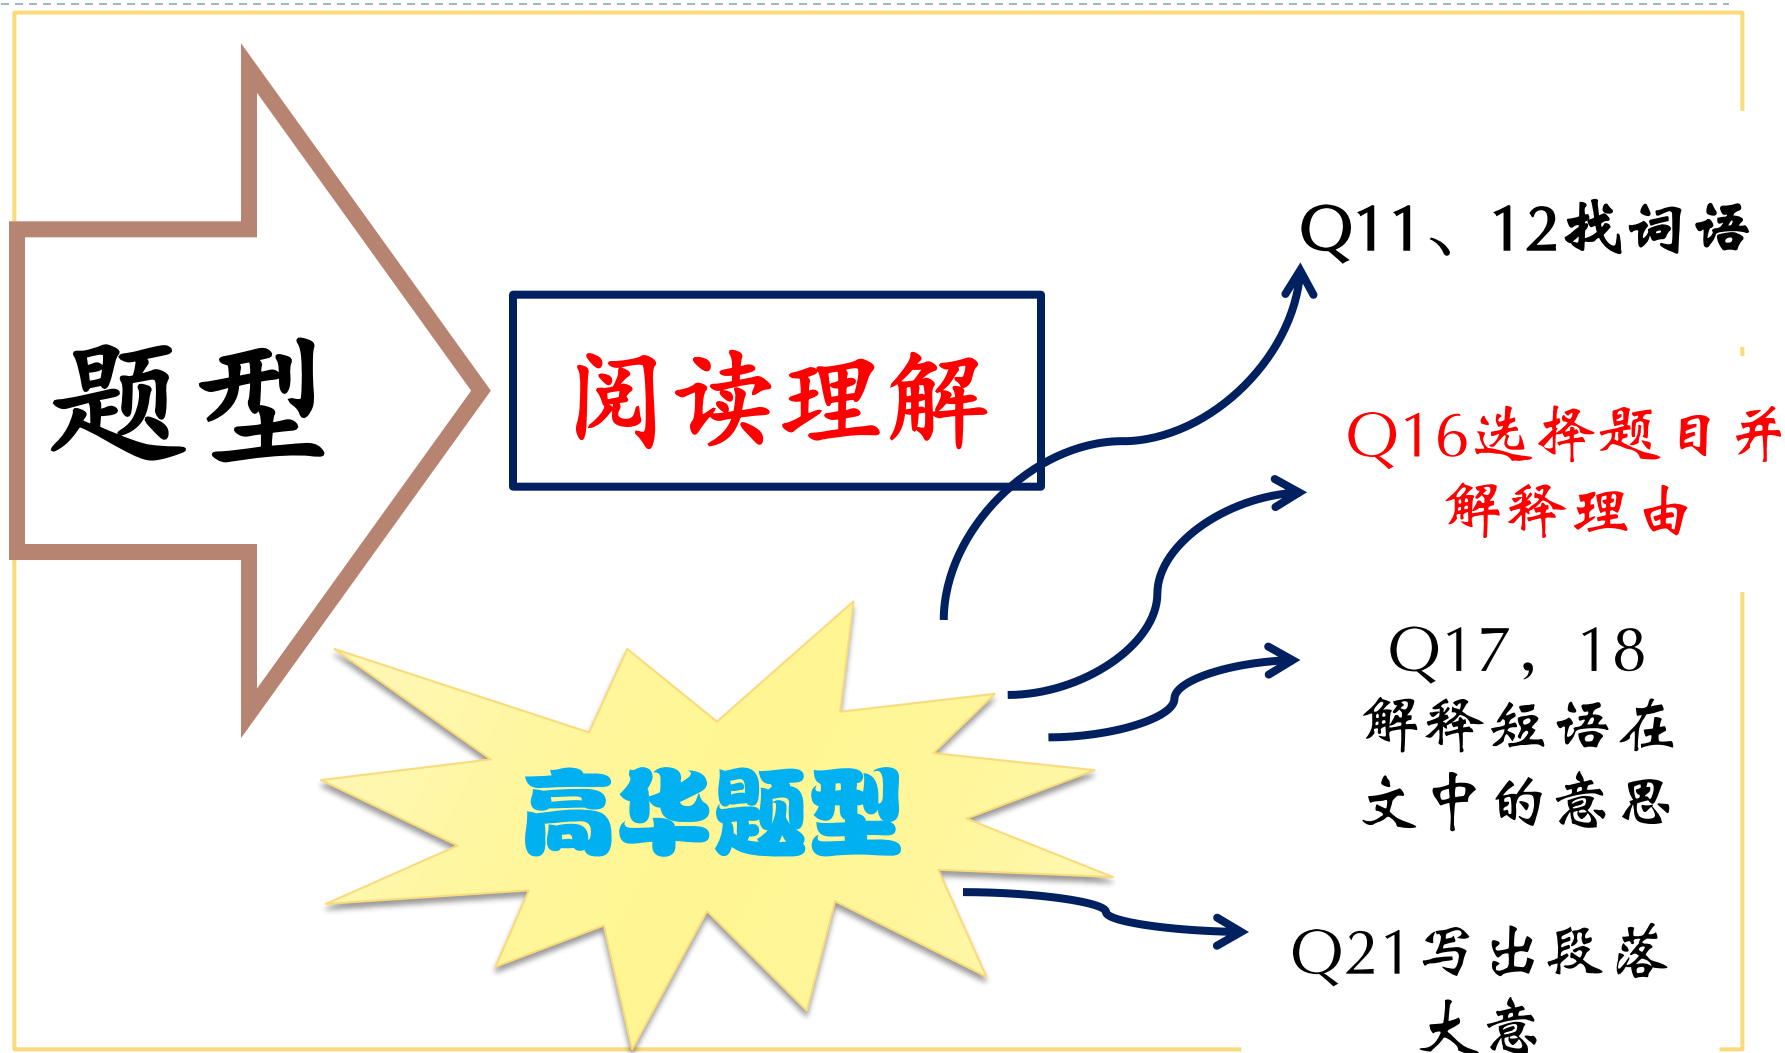 题型
阅读理解
高华题型
Q11、12找词语
Q16选择题目并
解释理由
Q17，18
解释短语在
文中的意思
Q21写出段落
大意